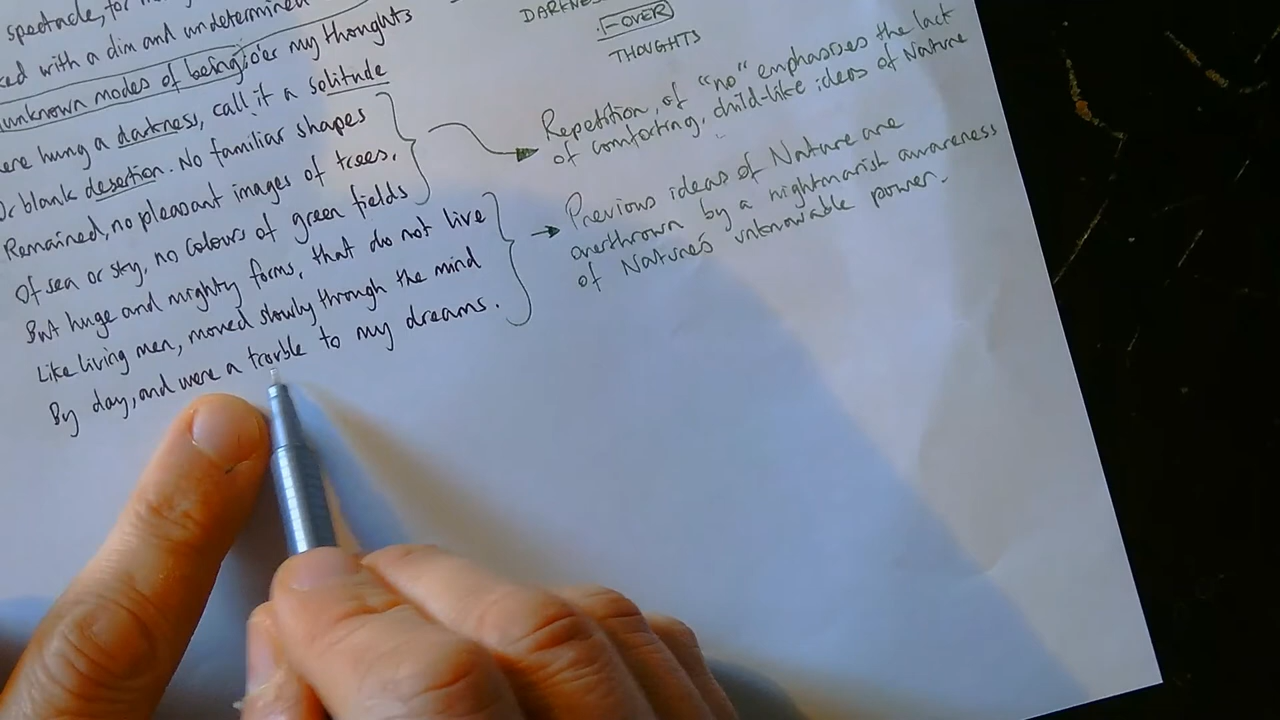 spectacle, for
ked with a dim and undetermined
unknown modes of being; o'er my thoughts
ere hung a darkness, call it a solitude
Or blank desertion. No familiar shapes
Remained, no pleasant images of trees,
Of sea or sky, no colours of green fields
But huge and mighty forms, that do not live
Like living men, moved slowly through the mind
By day, and were a trouble to my dreams.
DARKNES
OVER
THOUGHTS
Repetition of "no" emphasises the lack
of comforting, child-like ideas of Nature
Previous ideas of Nature are
overthrown by a nightmarish awareness
of Nature's unknowable power.